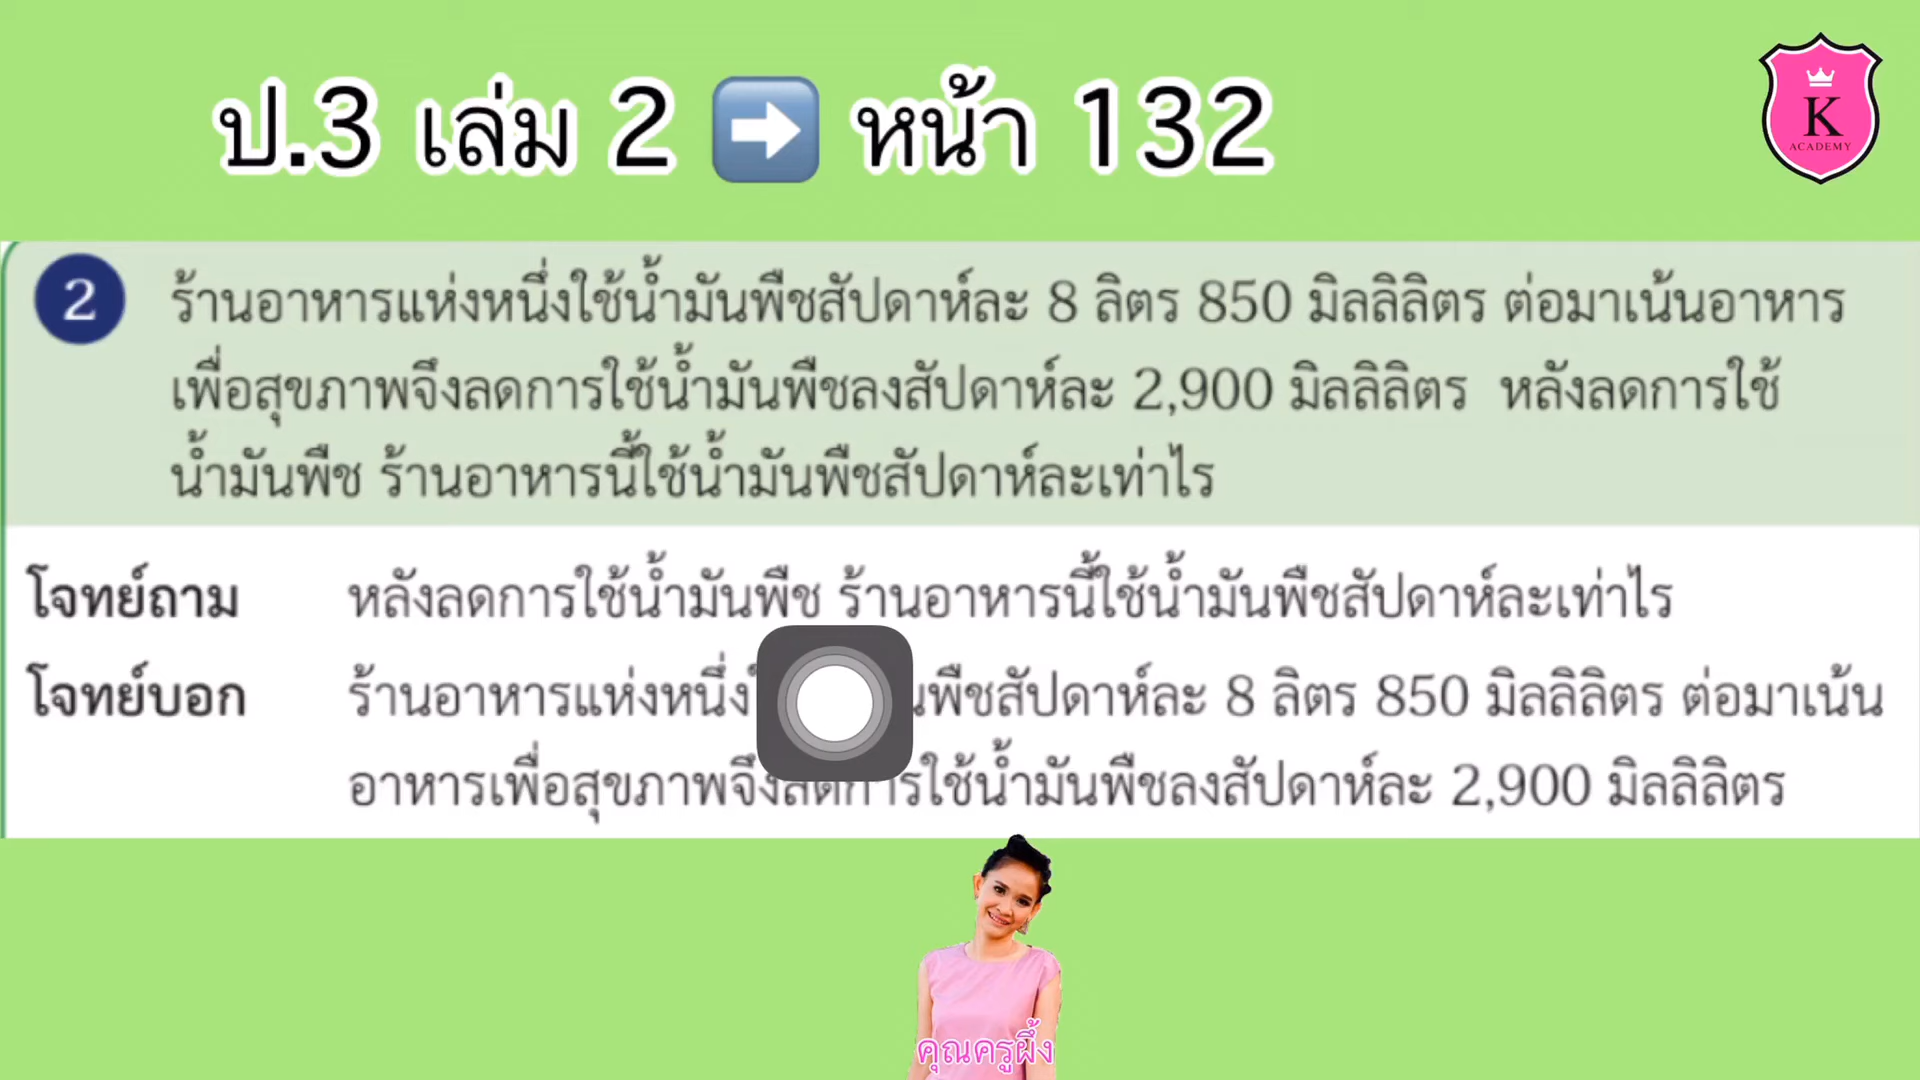 ป.3 เล่ม 2 ➡ หน้า 132
K
ACADEMY
2 ร้านอาหารแห่งหนึ่งใช้น้ำมันพืชสัปดาห์ละ 8 ลิตร 850 มิลลิลิตร ต่อมาเน้นอาหาร
เพื่อสุขภาพจึงลดการใช้น้ำมันพืชลงสัปดาห์ละ 2,900 มิลลิลิตร หลังลดการใช้
น้ำมันพืช ร้านอาหารนี้ใช้น้ำมันพืชสัปดาห์ละเท่าไร
โจทย์ถาม หลังลดการใช้น้ำมันพืช ร้านอาหารนี้ใช้น้ำมันพืชสัปดาห์ละเท่าไร
โจทย์บอก ร้านอาหารแห่งหนึ่ง พืชสัปดาห์ละ 8 ลิตร 850 มิลลิลิตร ต่อมาเน้น
อาหารเพื่อสุขภาพจึงลดการใช้น้ำมันพืชลงสัปดาห์ละ 2,900 มิลลิลิตร
คุณครูผึ้ง